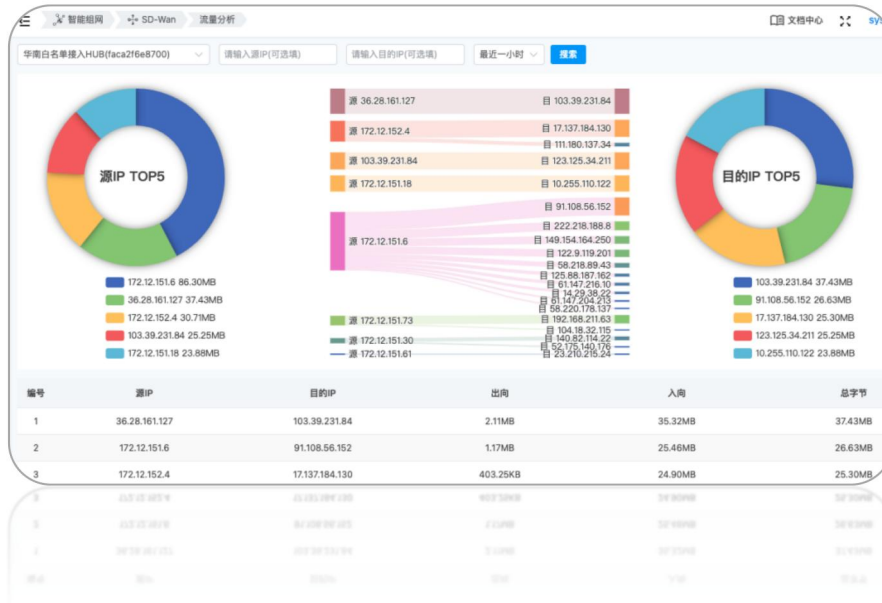 智能组网 SD-Wan 流量分析 文档中心
华南白名单接入HUB(faca2f6e8700) 请输入源IP(可选填) 请输入目的IP(可选填) 最近一小时 搜索
源IP TOP5
172.12.151.6 86.30MB
36.28.161.127 37.43MB
172.12.152.4 30.71MB
103.39.231.84 25.25MB
172.12.151.18 23.88MB
源 36.28.161.127
源 172.12.152.4
源 103.39.231.84
源 172.12.151.18
源 172.12.151.6
源 172.12.151.73
源 172.12.151.30
源 172.12.151.61
目 103.39.231.84
目 17.137.184.130
目 111.180.137.34
目 123.125.34.211
目 10.255.110.122
目 91.108.56.152
目 222.218.188.8
目 149.154.164.250
目 122.9.119.201
目 58.218.89.43
目 125.88.187.162
目 61.147.216.10
目 14.29.38.22
目 61.147.204.213
目 58.220.178.137
目 192.168.211.63
目 104.18.32.115
目 140.82.114.22
目 52.175.140.176
目 23.210.215.24
目的IP TOP5
103.39.231.84 37.43MB
91.108.56.152 26.63MB
17.137.184.130 25.30MB
123.125.34.211 25.25MB
10.255.110.122 23.88MB
编号 源IP 目的IP 出向 入向 总字节
1 36.28.161.127 103.39.231.84 2.11MB 35.32MB 37.43MB
2 172.12.151.6 91.108.56.152 1.17MB 25.46MB 26.63MB
3 172.12.152.4 17.137.184.130 403.25KB 24.90MB 25.30MB